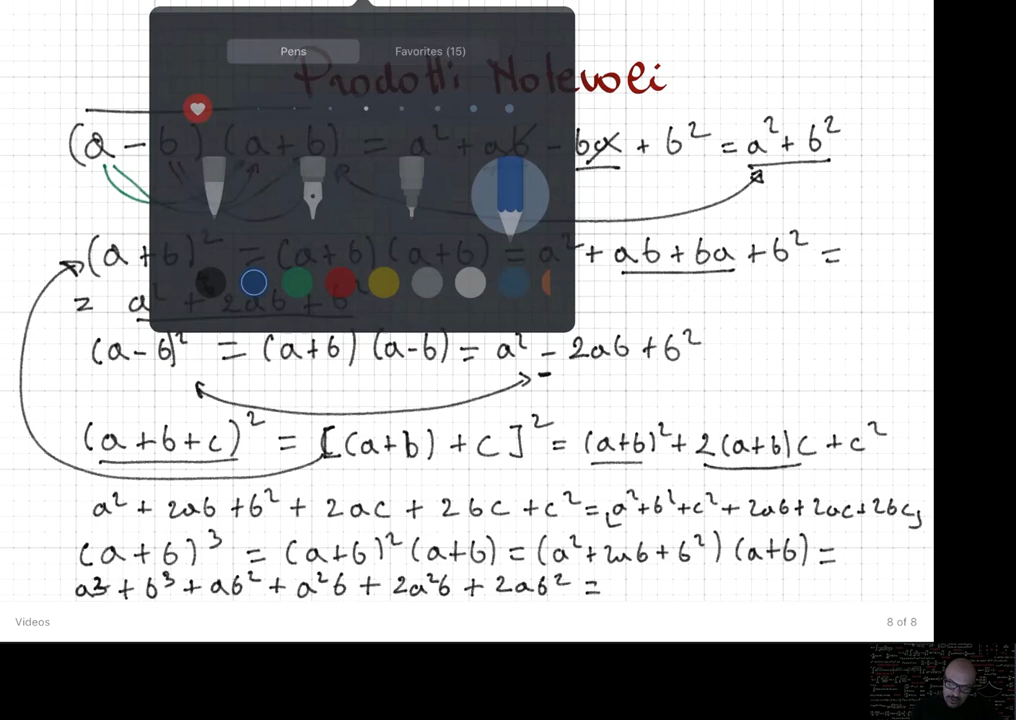 Pens Favorites (15)
Prodotti Notevoli
(a - b) (a + b) = a² + ab - ba + b² = a² + b²
(a + b)² = (a + b) (a + b) = a² + ab + ba + b² =
= a² + 2ab + b²
(a - b)² = (a + b) (a - b) = a² - 2ab + b²
(a + b + c)² = [(a + b) + c]² = (a + b)² + 2(a + b)c + c²
a² + 2ab + b² + 2ac + 2bc + c² = [a² + b² + c² + 2ab + 2ac + 2bc]
(a + b)³ = (a + b)² (a + b) = (a² + 2ab + b²) (a + b) =
a³ + b³ + ab² + a²b + 2a²b + 2ab² =
Videos 8 of 8